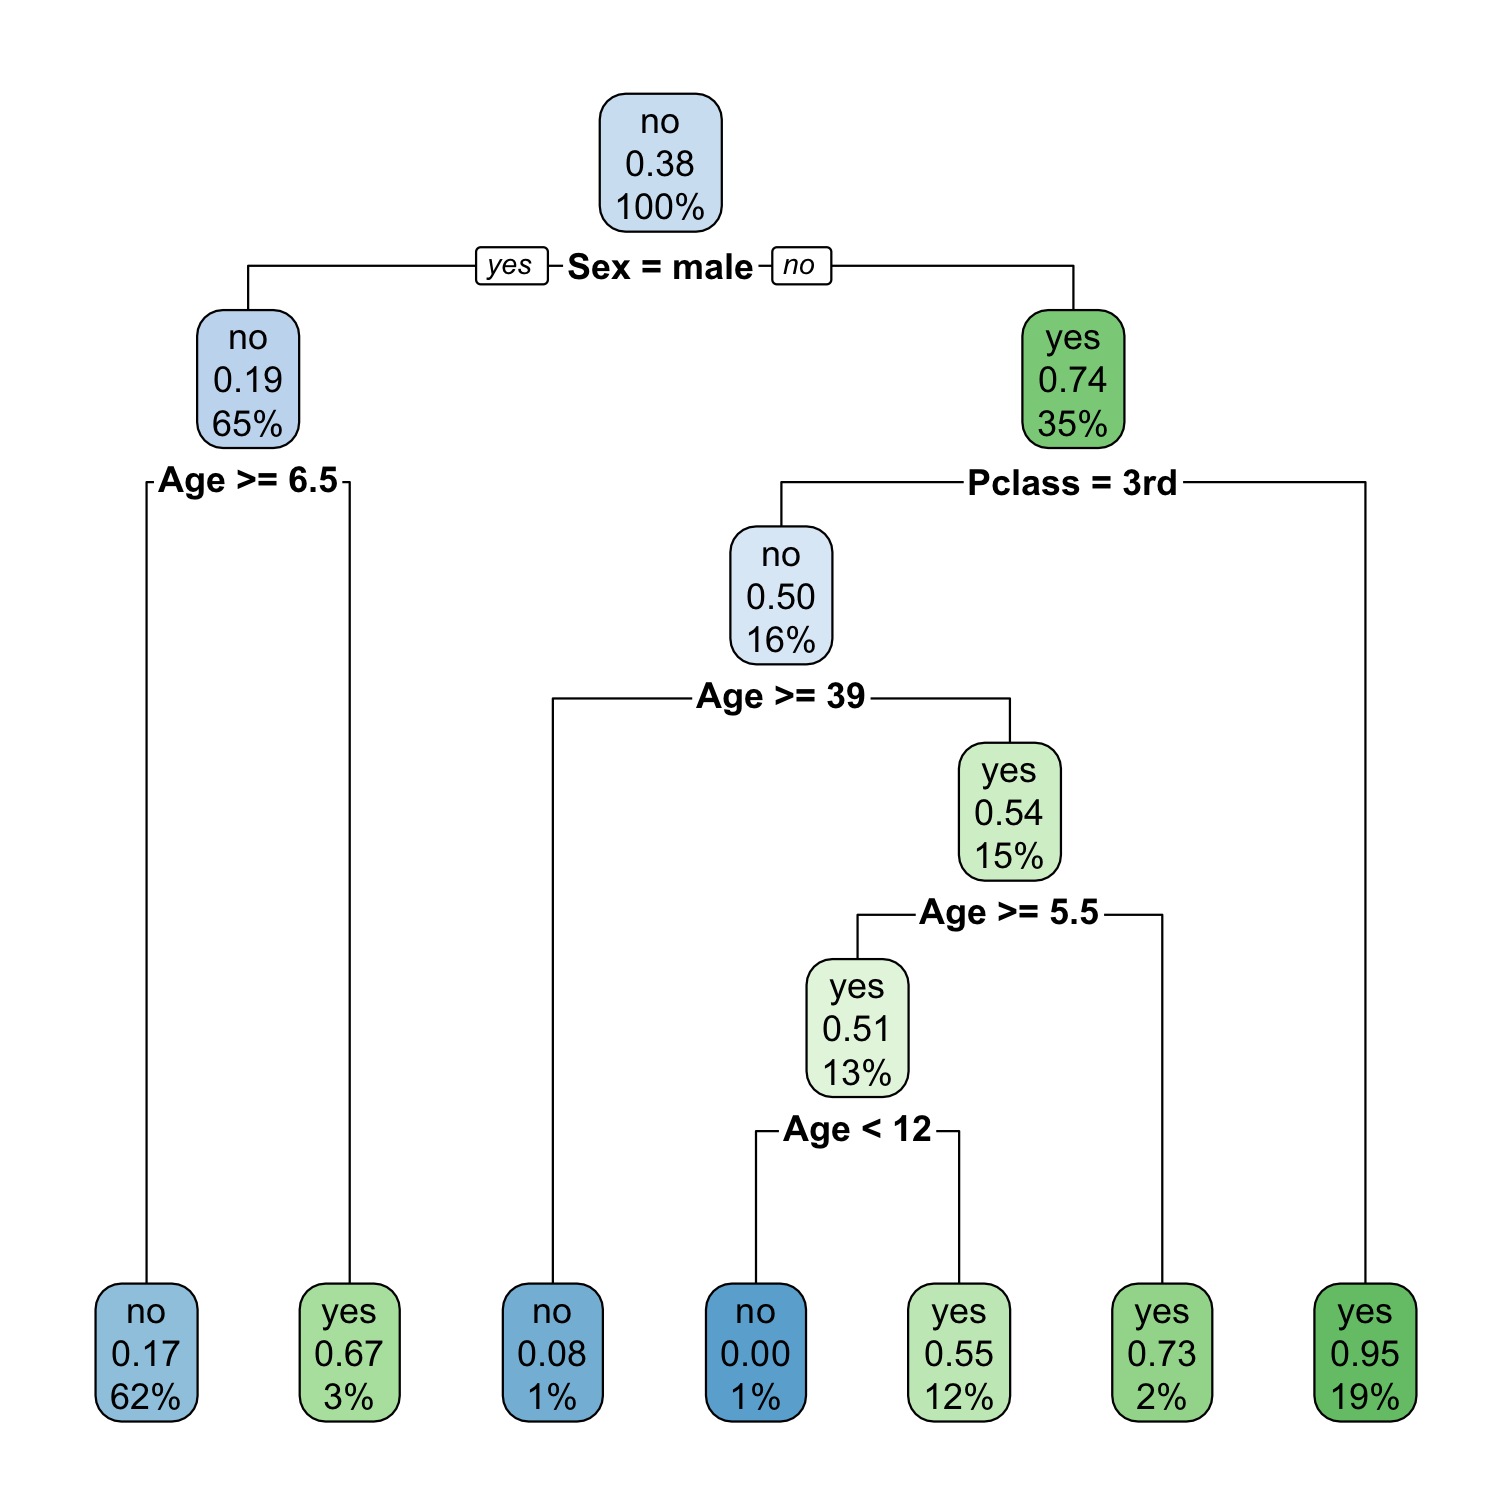 no
0.38
100%
yes Sex = male no
no
0.19
65%
yes
0.74
35%
Age >= 6.5
Pclass = 3rd
no
0.50
16%
Age >= 39
yes
0.54
15%
Age >= 5.5
yes
0.51
13%
Age < 12
no
0.17
62%
yes
0.67
3%
no
0.08
1%
no
0.00
1%
yes
0.55
12%
yes
0.73
2%
yes
0.95
19%